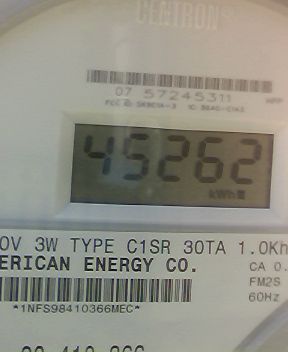 CENTRON®
07 57245311
45262
kWh
0V 3W TYPE C1SR 30TA 1.0Kh
ERICAN ENERGY CO.
CA 0.
FM2S
60Hz
*1NFS98410366MEC*